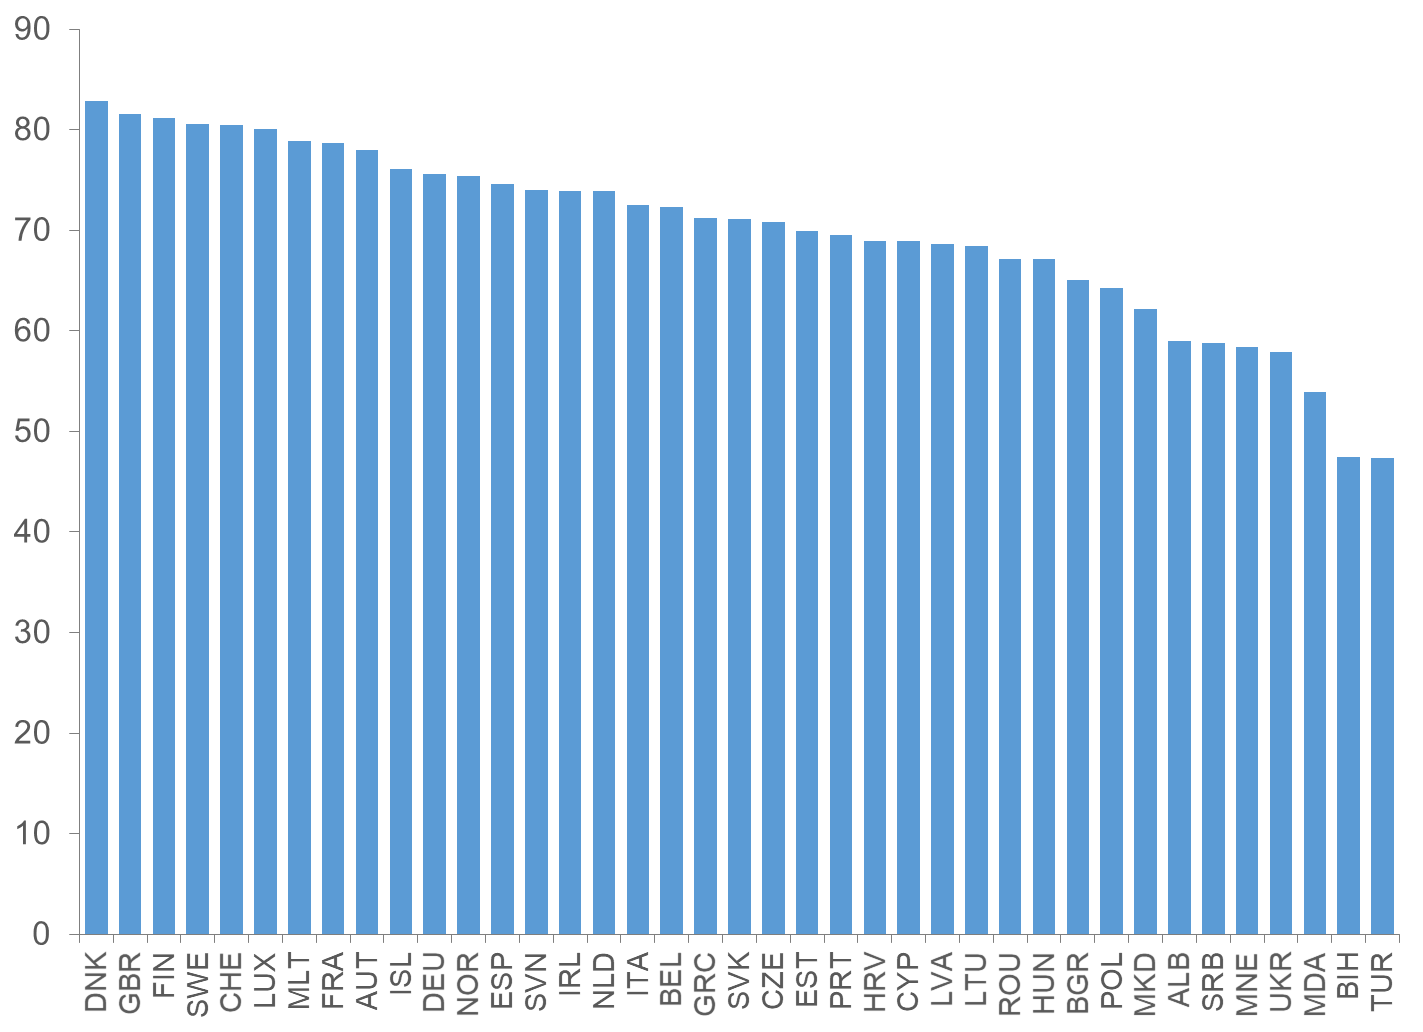 90
80
70
60
50
40
30
20
10
0
DNK
GBR
FIN
SWE
CHE
LUX
MLT
FRA
AUT
ISL
DEU
NOR
ESP
SVN
IRL
NLD
ITA
BEL
GRC
SVK
CZE
EST
PRT
HRV
CYP
LVA
LTU
ROU
HUN
BGR
POL
MKD
ALB
SRB
MNE
UKR
MDA
BIH
TUR